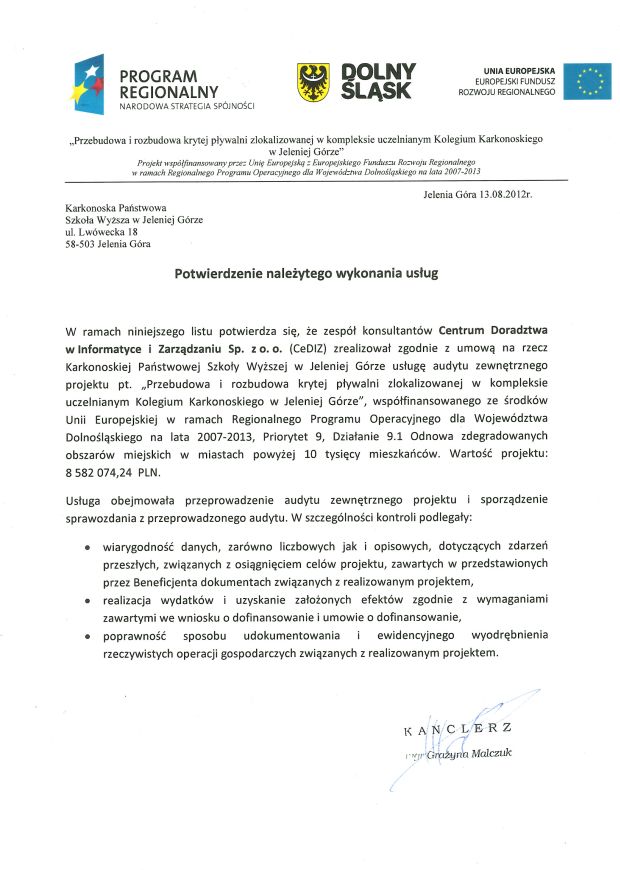 PROGRAM
REGIONALNY
NARODOWA STRATEGIA SPÓJNOŚCI
DOLNY
ŚLĄSK
UNIA EUROPEJSKA
EUROPEJSKI FUNDUSZ
ROZWOJU REGIONALNEGO
„Przebudowa i rozbudowa krytej pływalni zlokalizowanej w kompleksie uczelnianym Kolegium Karkonoskiego
w Jeleniej Górze”
Projekt współfinansowany przez Unię Europejską z Europejskiego Funduszu Rozwoju Regionalnego
w ramach Regionalnego Programu Operacyjnego dla Województwa Dolnośląskiego na lata 2007-2013
Jelenia Góra 13.08.2012r.
Karkonoska Państwowa
Szkoła Wyższa w Jeleniej Górze
ul. Lwówecka 18
58-503 Jelenia Góra
Potwierdzenie należytego wykonania usług
W ramach niniejszego listu potwierdza się, że zespół konsultantów Centrum Doradztwa
w Informatyce i Zarządzaniu Sp. z o. o. (CeDIZ) zrealizował zgodnie z umową na rzecz
Karkonoskiej Państwowej Szkoły Wyższej w Jeleniej Górze usługę audytu zewnętrznego
projektu pt. „Przebudowa i rozbudowa krytej pływalni zlokalizowanej w kompleksie
uczelnianym Kolegium Karkonoskiego w Jeleniej Górze”, współfinansowanego ze środków
Unii Europejskiej w ramach Regionalnego Programu Operacyjnego dla Województwa
Dolnośląskiego na lata 2007-2013, Priorytet 9, Działanie 9.1 Odnowa zdegradowanych
obszarów miejskich w miastach powyżej 10 tysięcy mieszkańców. Wartość projektu:
8 582 074,24 PLN.
Usługa obejmowała przeprowadzenie audytu zewnętrznego projektu i sporządzenie
sprawozdania z przeprowadzonego audytu. W szczególności kontroli podlegały:
• wiarygodność danych, zarówno liczbowych jak i opisowych, dotyczących zdarzeń
przeszłych, związanych z osiągnięciem celów projektu, zawartych w przedstawionych
przez Beneficjenta dokumentach związanych z realizowanym projektem,
• realizacja wydatków i uzyskanie założonych efektów zgodnie z wymaganiami
zawartymi we wniosku o dofinansowanie i umowie o dofinansowanie,
• poprawność sposobu udokumentowania i ewidencyjnego wyodrębnienia
rzeczywistych operacji gospodarczych związanych z realizowanym projektem.
KANCLERZ
mgr Grażyna Malczuk